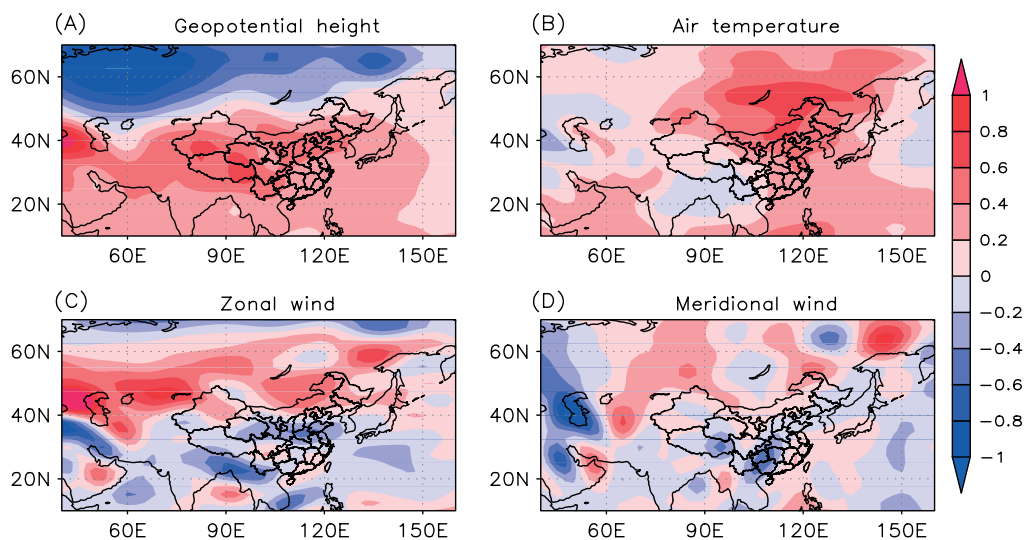 (A) Geopotential height
(B) Air temperature
60N
40N
20N
60E 90E 120E 150E
60N
40N
20N
60E 90E 120E 150E
(C) Zonal wind
(D) Meridional wind
60N
40N
20N
60E 90E 120E 150E
60N
40N
20N
60E 90E 120E 150E
1
0.8
0.6
0.4
0.2
0
−0.2
−0.4
−0.6
−0.8
−1